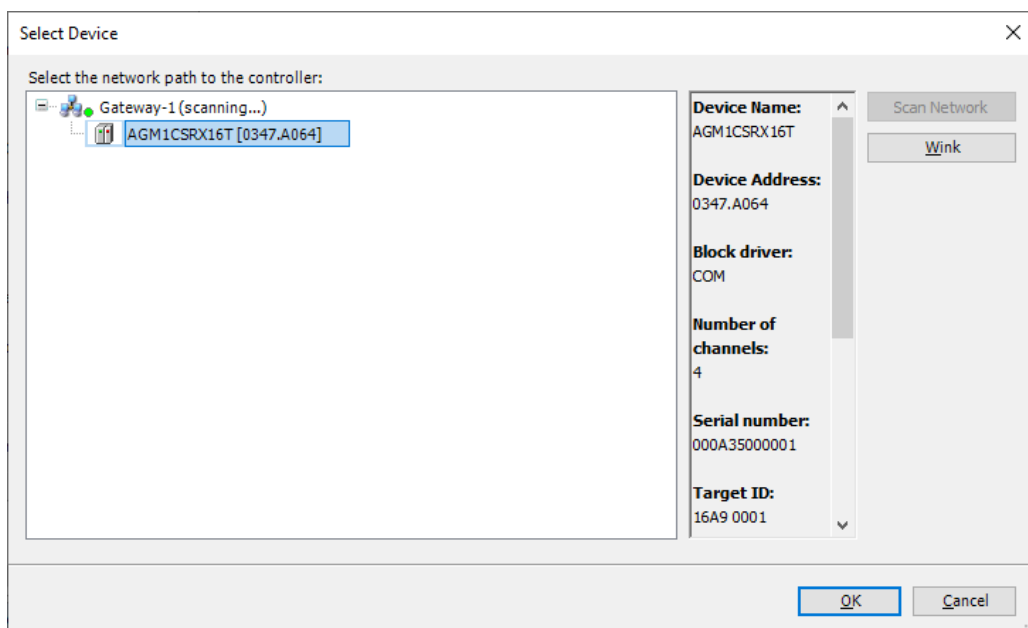 Select Device
Select the network path to the controller:
Gateway-1 (scanning...)
AGM1CSRX16T [0347.A064]
Device Name:
AGM1CSRX16T
Device Address:
0347.A064
Block driver:
COM
Number of
channels:
4
Serial number:
000A35000001
Target ID:
16A9 0001
Scan Network
Wink
OK
Cancel